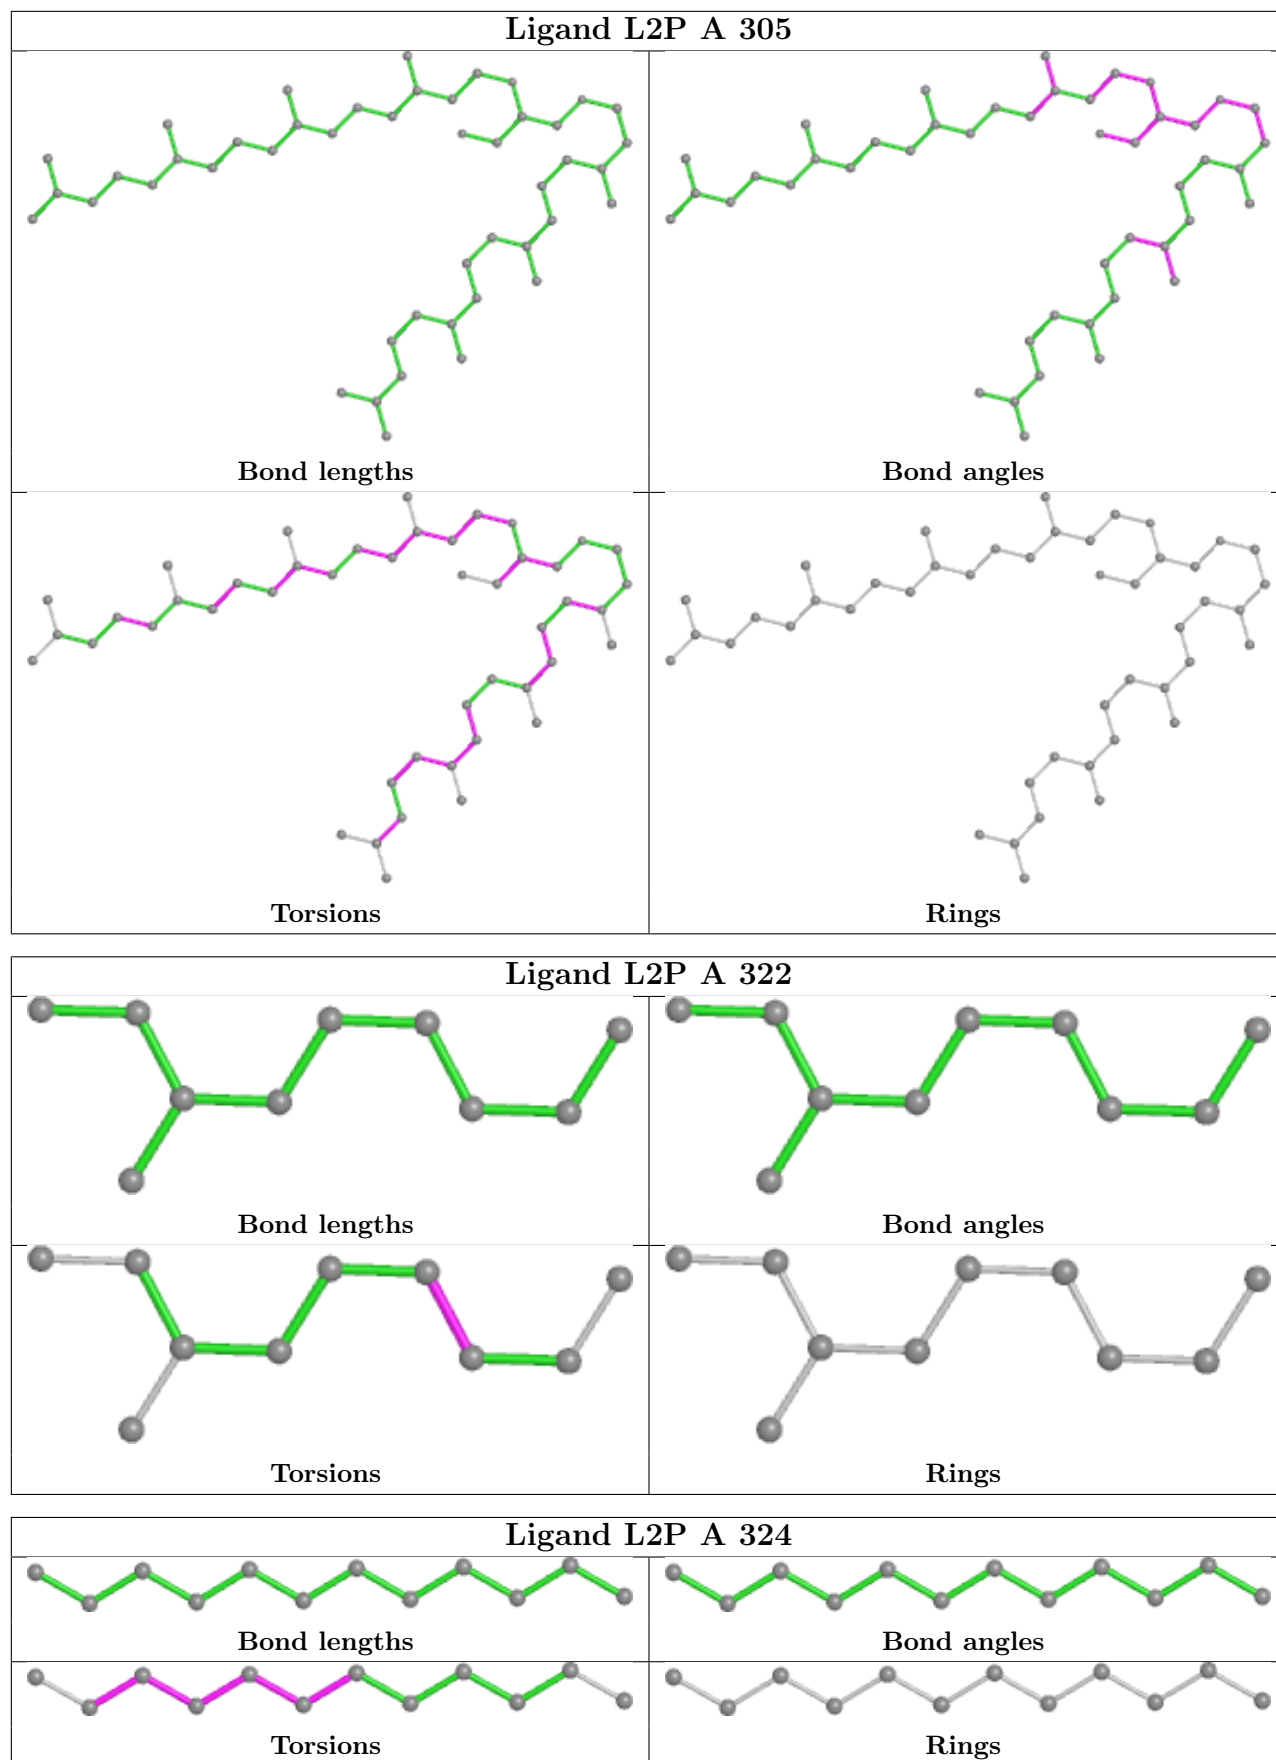 Ligand L2P A 305
Bond lengths
Bond angles
Torsions
Rings
Ligand L2P A 322
Bond lengths
Bond angles
Torsions
Rings
Ligand L2P A 324
Bond lengths
Bond angles
Torsions
Rings